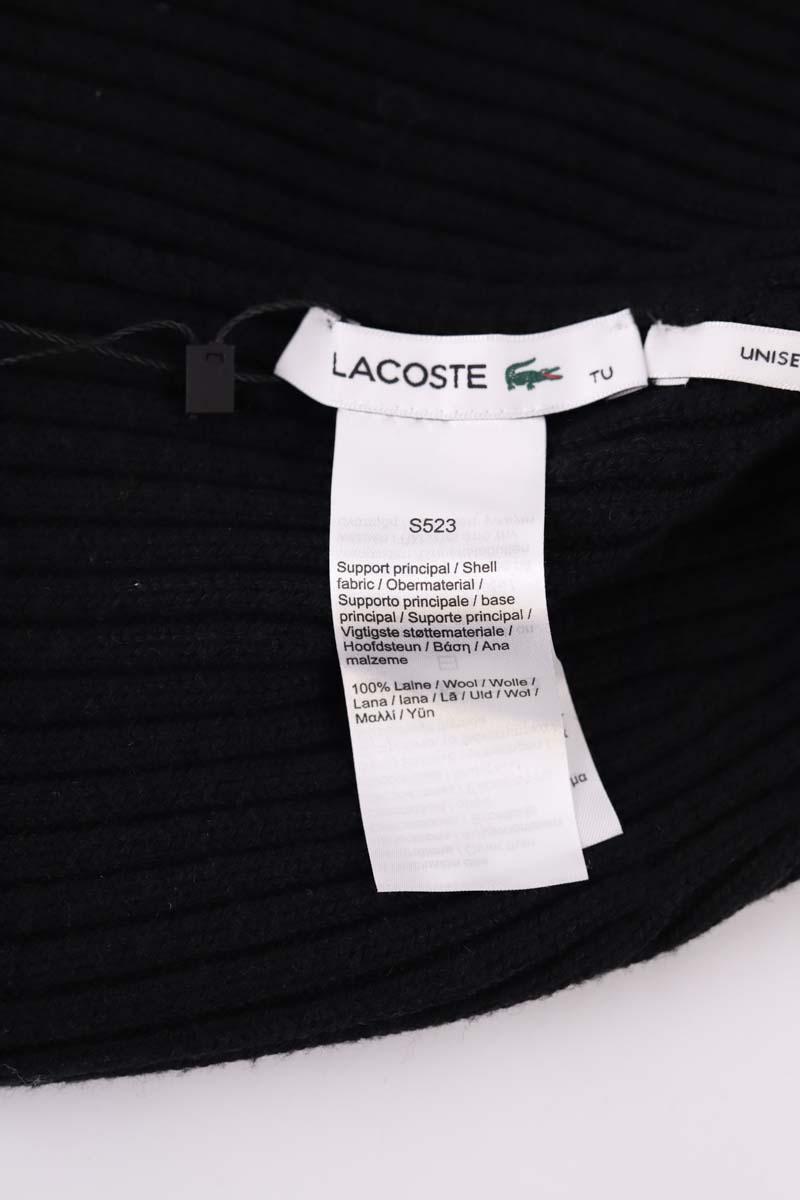 LACOSTE TU
UNISE
S523
Support principal / Shell
fabric / Obermaterial /
Supporto principale / base
principal / Suporte principal /
Vigtigste støttemateriale /
Hoofdsteun / Βάση / Ana
malzeme
100% Laine / Wool / Wolle /
Lana / lana / Lã / Uld / Wol /
Μαλλί / Yün
μα